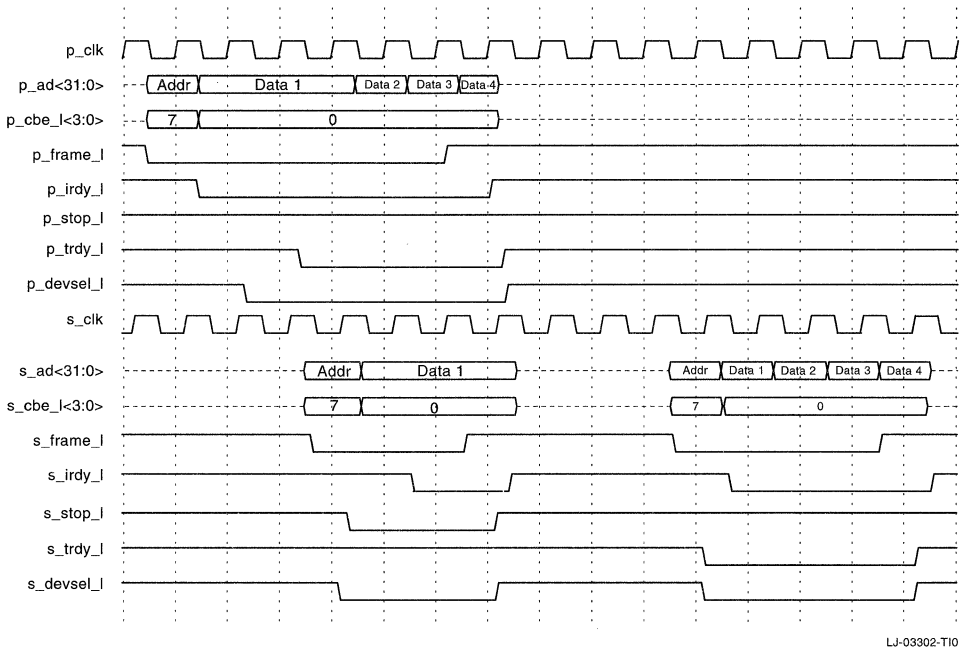 p_clk
p_ad<31:0> Addr Data 1 Data 2 Data 3 Data 4
p_cbe_l<3:0> 7 0
p_frame_l
p_irdy_l
p_stop_l
p_trdy_l
p_devsel_l
s_clk
s_ad<31:0> Addr Data 1 Addr Data 1 Data 2 Data 3 Data 4
s_cbe_l<3:0> 7 0 7 0
s_frame_l
s_irdy_l
s_stop_l
s_trdy_l
s_devsel_l
LJ-03302-TI0